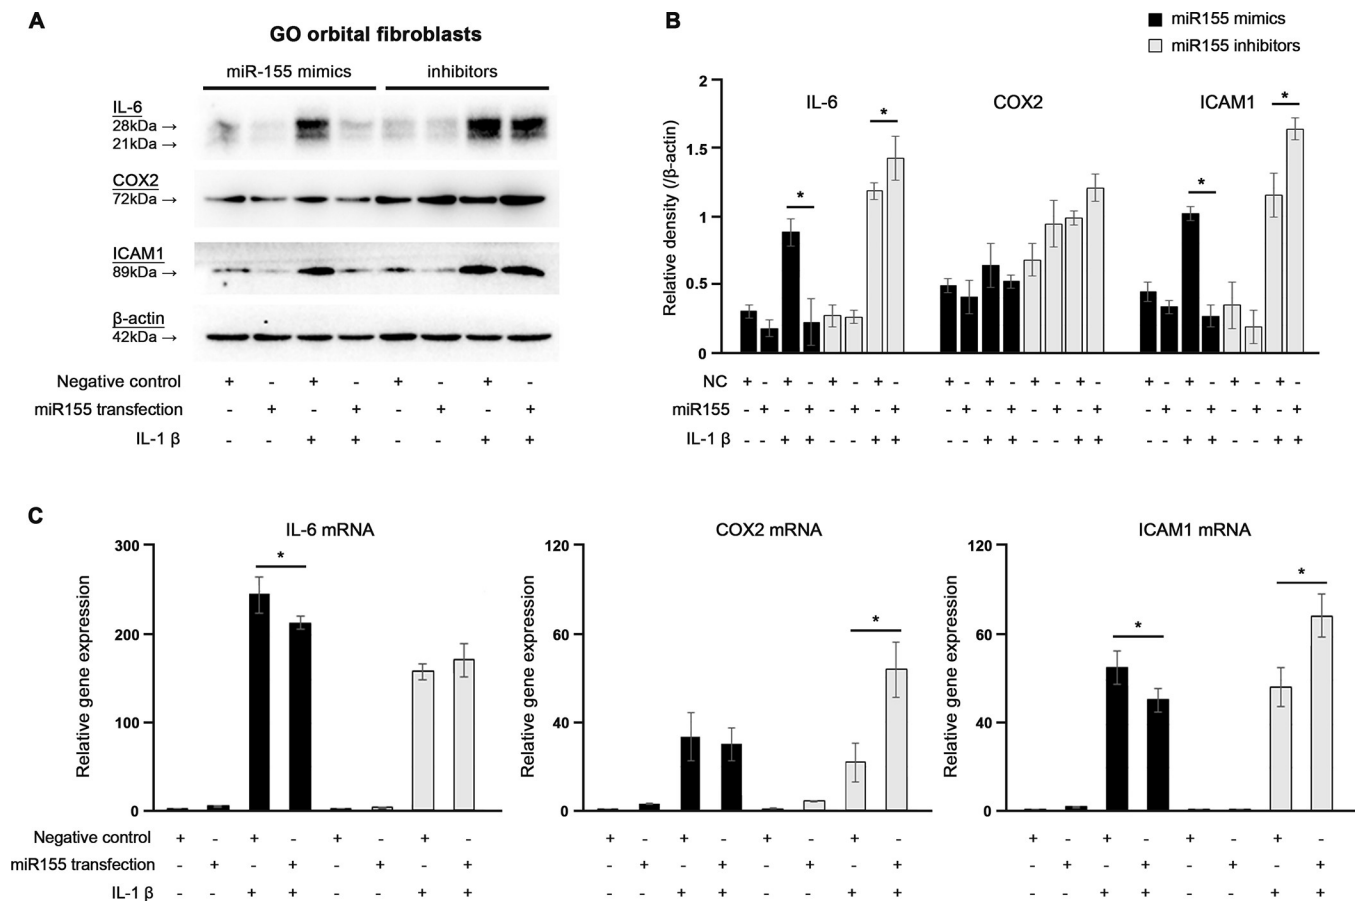 A
GO orbital fibroblasts
miR-155 mimics inhibitors
IL-6
28kDa →
21kDa →
COX2
72kDa →
ICAM1
89kDa →
β-actin
42kDa →
Negative control + - + - + - + -
miR155 transfection - + - + - + - +
IL-1 β - - + + - - + +
B
miR155 mimics
miR155 inhibitors
Relative density (/β-actin)
2
1.5
1
0.5
0
IL-6 COX2 ICAM1
* * * *
NC + - + - + - + - + - + - + - + - + - + - + - + -
miR155 - + - + - + - + - + - + - + - + - + - + - + - +
IL-1 β - - + + - - + + - - + + - - + + - - + + - - + +
C
IL-6 mRNA
Relative gene expression
300
200
100
0
*
COX2 mRNA
Relative gene expression
120
60
40
0
*
ICAM1 mRNA
Relative gene expression
120
60
40
0
* *
Negative control + - + - + - + - + - + - + - + - + - + - + - + -
miR155 transfection - + - + - + - + - + - + - + - + - + - + - + - +
IL-1 β - - + + - - + + - - + + - - + + - - + + - - + +